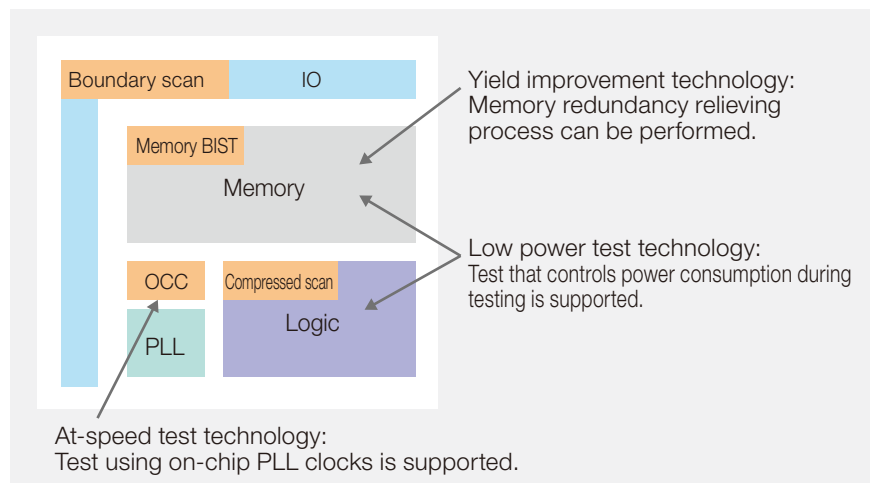 Boundary scan
IO
Yield improvement technology:
Memory redundancy relieving
process can be performed.
Memory BIST
Memory
Low power test technology:
Test that controls power consumption during
testing is supported.
OCC
Compressed scan
Logic
PLL
At-speed test technology:
Test using on-chip PLL clocks is supported.